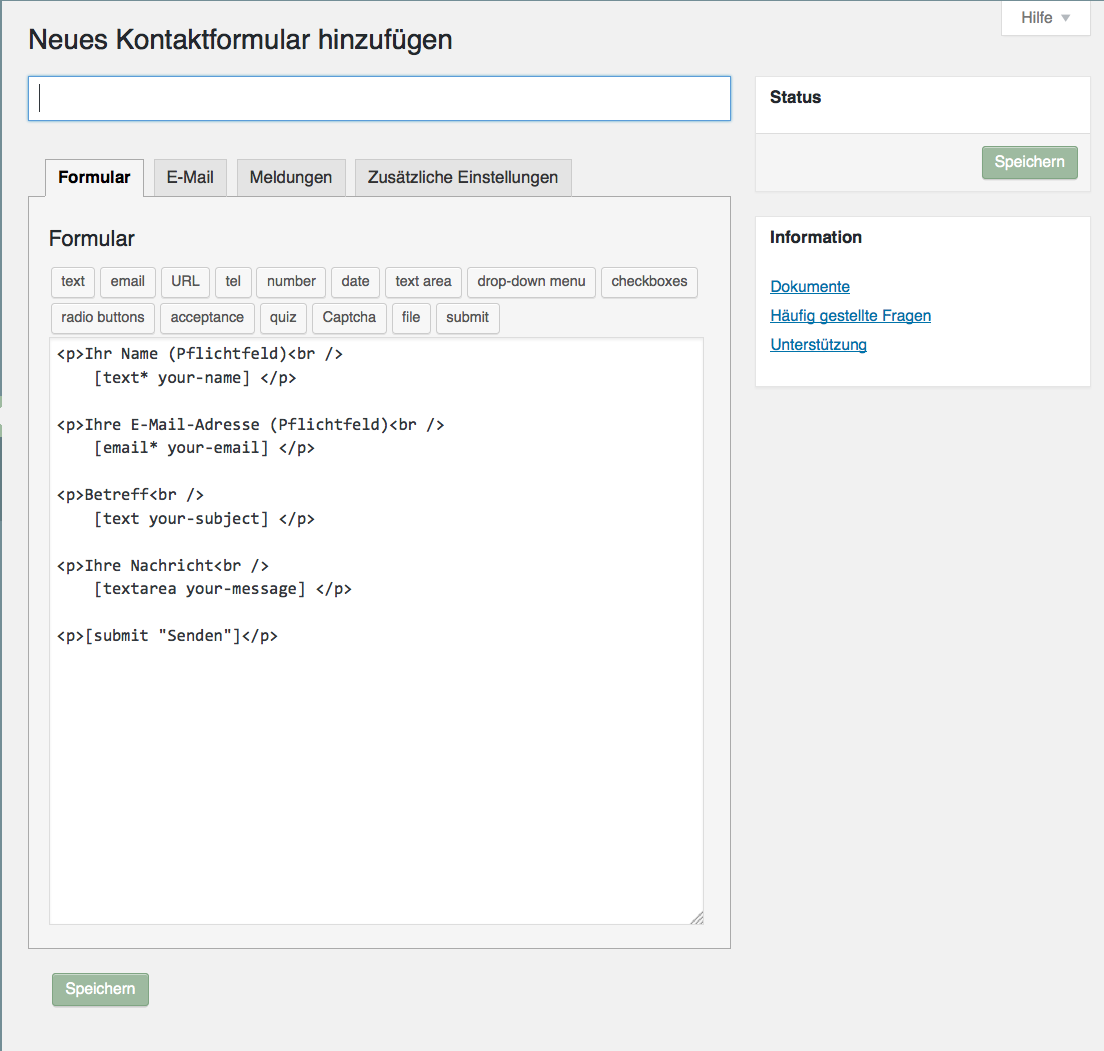 Hilfe
Neues Kontaktformular hinzufügen
Status
Speichern
Formular E-Mail Meldungen Zusätzliche Einstellungen
Information
Dokumente
Häufig gestellte Fragen
Unterstützung
Formular
text email URL tel number date text area drop-down menu checkboxes
radio buttons acceptance quiz Captcha file submit
<p>Ihr Name (Pflichtfeld)<br />
    [text* your-name] </p>
<p>Ihre E-Mail-Adresse (Pflichtfeld)<br />
    [email* your-email] </p>
<p>Betreff<br />
    [text your-subject] </p>
<p>Ihre Nachricht<br />
    [textarea your-message] </p>
<p>[submit "Senden"]</p>
Speichern